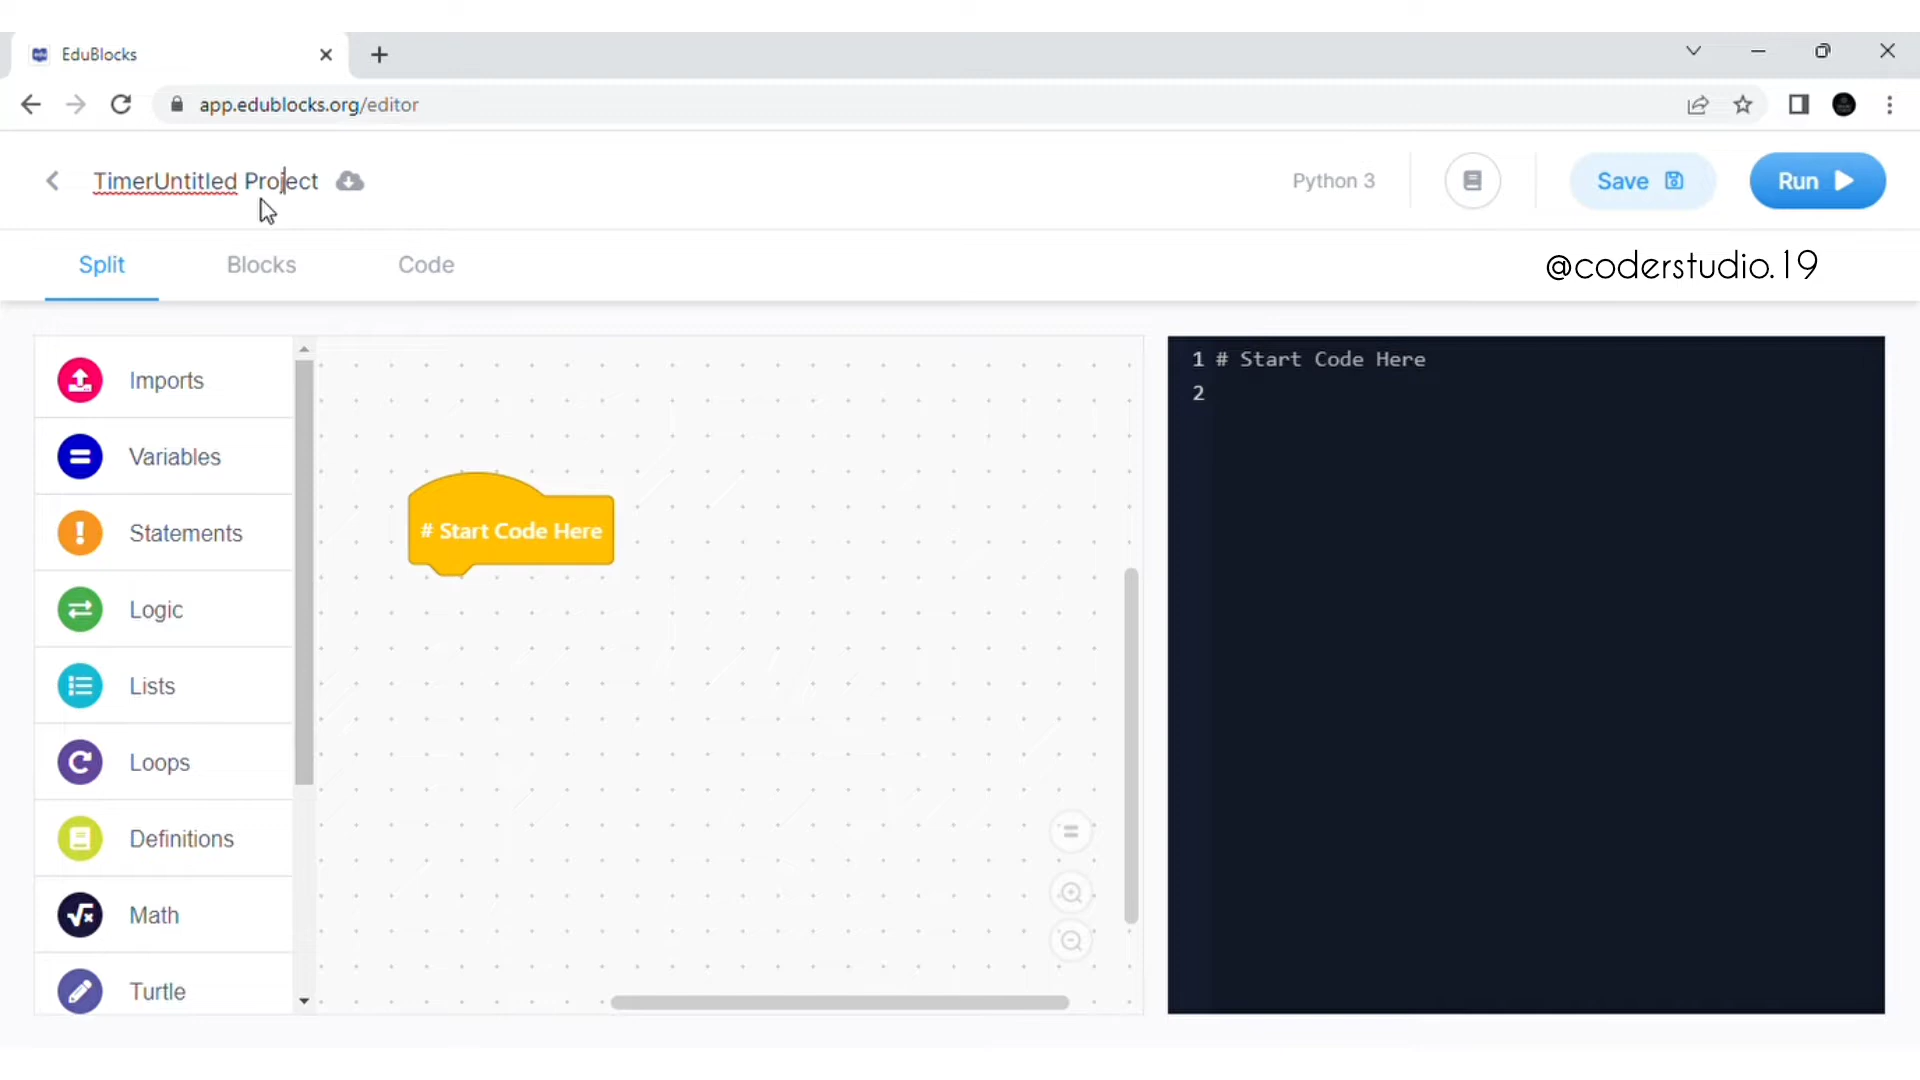 EduBlocks
app.edublocks.org/editor
TimerUntitled Project
Python 3
Save
Run
Split
Blocks
Code
@coderstudio.19
Imports
Variables
Statements
Logic
Lists
Loops
Definitions
Math
Turtle
# Start Code Here
1 # Start Code Here
2